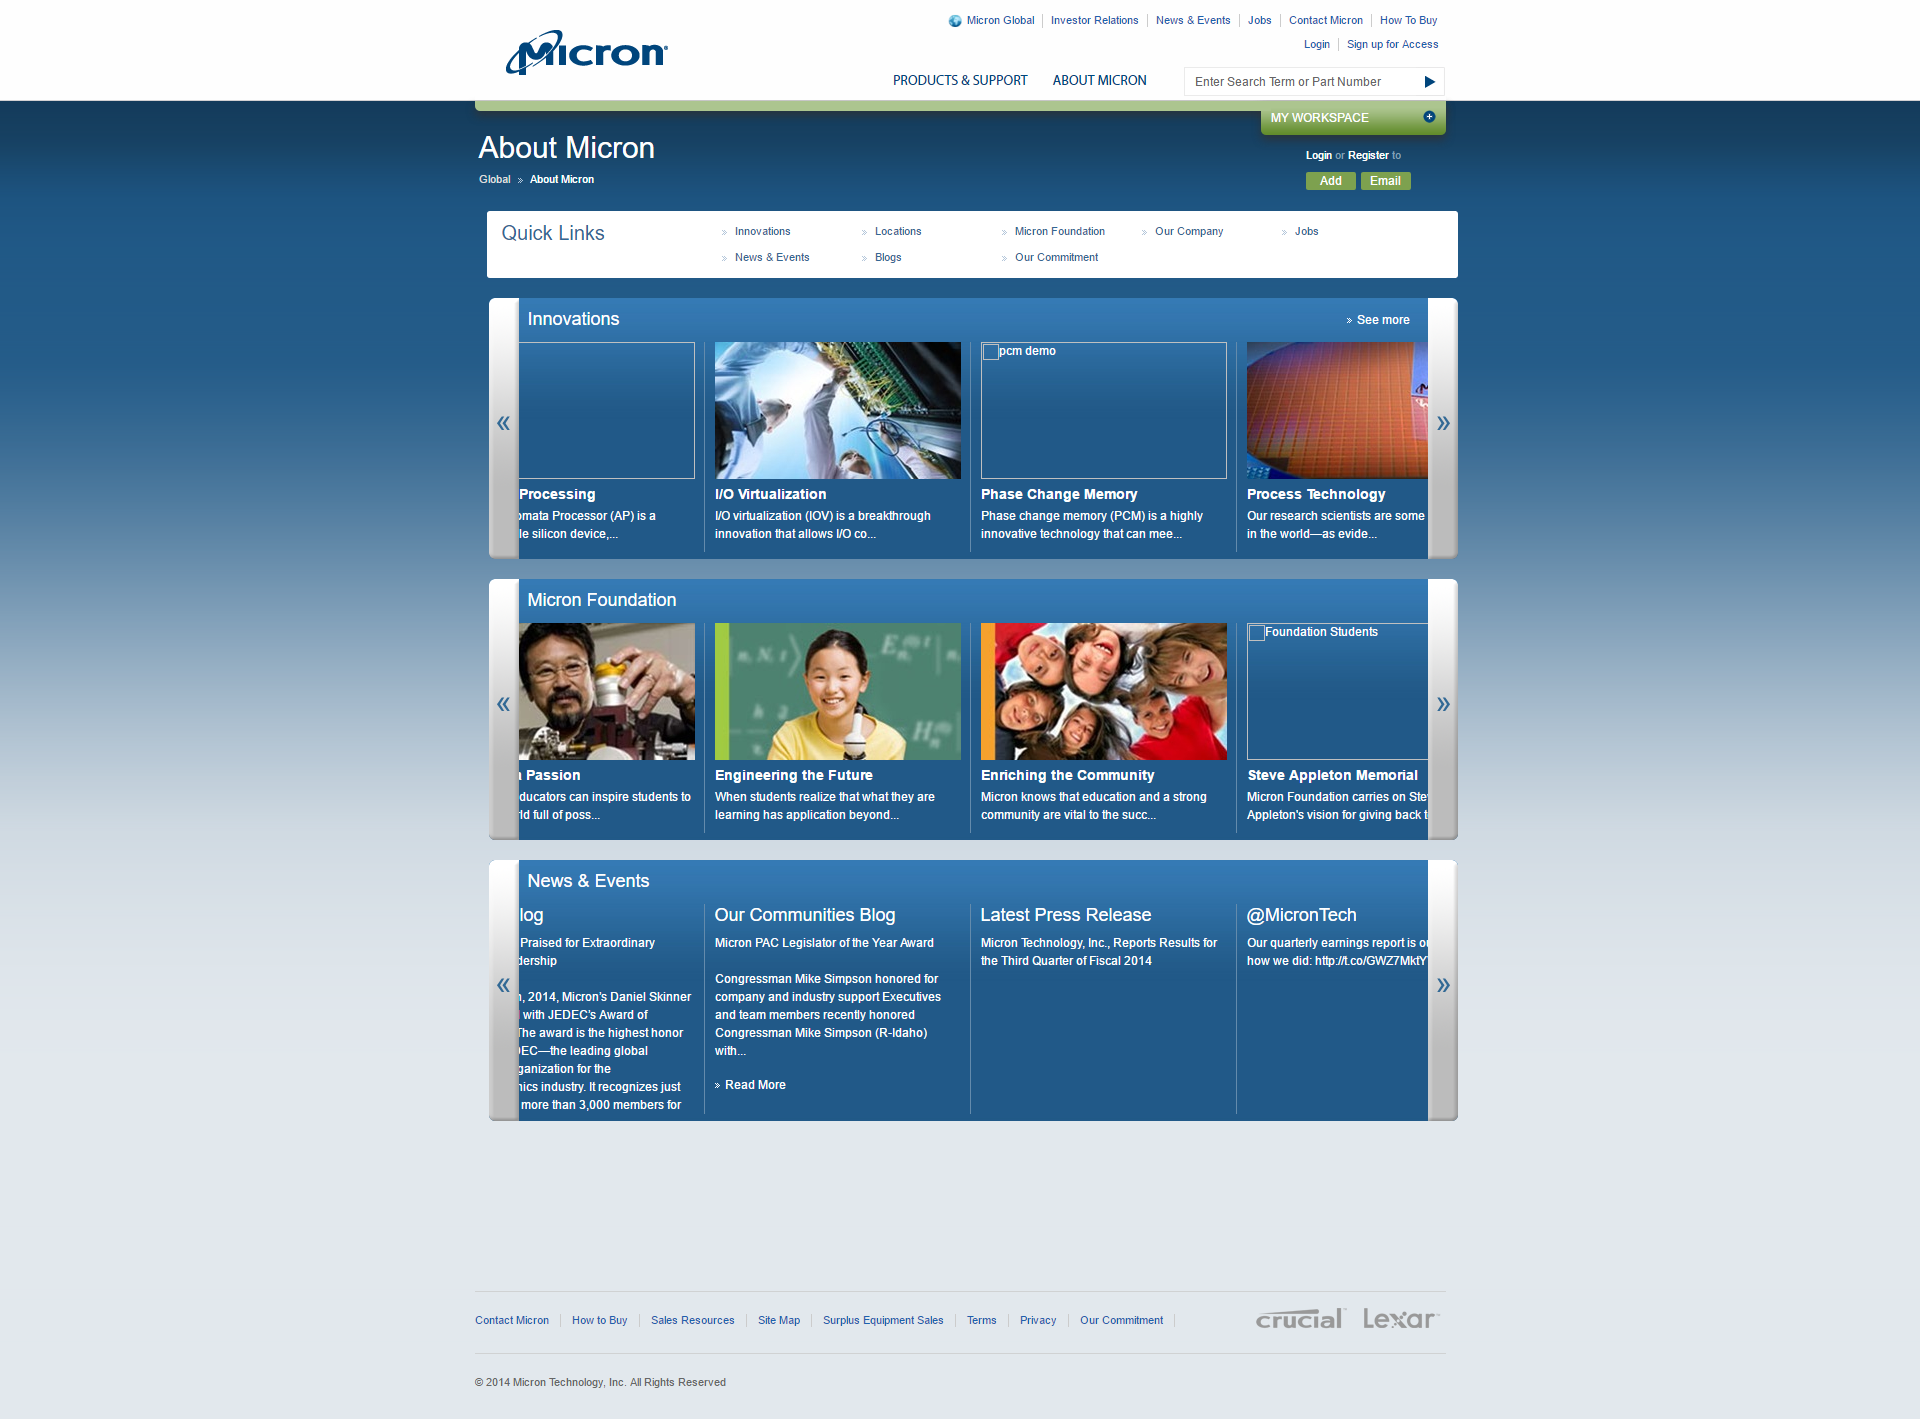 Micron
Micron Global
Investor Relations
News & Events
Jobs
Contact Micron
How To Buy
Login
Sign up for Access
PRODUCTS & SUPPORT
ABOUT MICRON
Enter Search Term or Part Number
MY WORKSPACE
About Micron
Global » About Micron
Login or Register to
Add
Email
Quick Links
Innovations
Locations
Micron Foundation
Our Company
Jobs
News & Events
Blogs
Our Commitment
Innovations
» See more
Processing
omata Processor (AP) is a
le silicon device,...
I/O Virtualization
I/O virtualization (IOV) is a breakthrough
innovation that allows I/O co...
pcm demo
Phase Change Memory
Phase change memory (PCM) is a highly
innovative technology that can mee...
Process Technology
Our research scientists are some
in the world—as evide...
Micron Foundation
a Passion
ducators can inspire students to
rld full of poss...
Engineering the Future
When students realize that what they are
learning has application beyond...
Enriching the Community
Micron knows that education and a strong
community are vital to the succ...
Foundation Students
Steve Appleton Memorial
Micron Foundation carries on Ste
Appleton's vision for giving back t
News & Events
log
Praised for Extraordinary
dership
h, 2014, Micron's Daniel Skinner
with JEDEC's Award of
The award is the highest honor
DEC—the leading global
ganization for the
nics industry. It recognizes just
more than 3,000 members for
Our Communities Blog
Micron PAC Legislator of the Year Award
Congressman Mike Simpson honored for
company and industry support Executives
and team members recently honored
Congressman Mike Simpson (R-Idaho)
with...
» Read More
Latest Press Release
Micron Technology, Inc., Reports Results for
the Third Quarter of Fiscal 2014
@MicronTech
Our quarterly earnings report is o
how we did: http://t.co/GWZ7MktY
Contact Micron
How to Buy
Sales Resources
Site Map
Surplus Equipment Sales
Terms
Privacy
Our Commitment
crucial
Lexar
© 2014 Micron Technology, Inc. All Rights Reserved